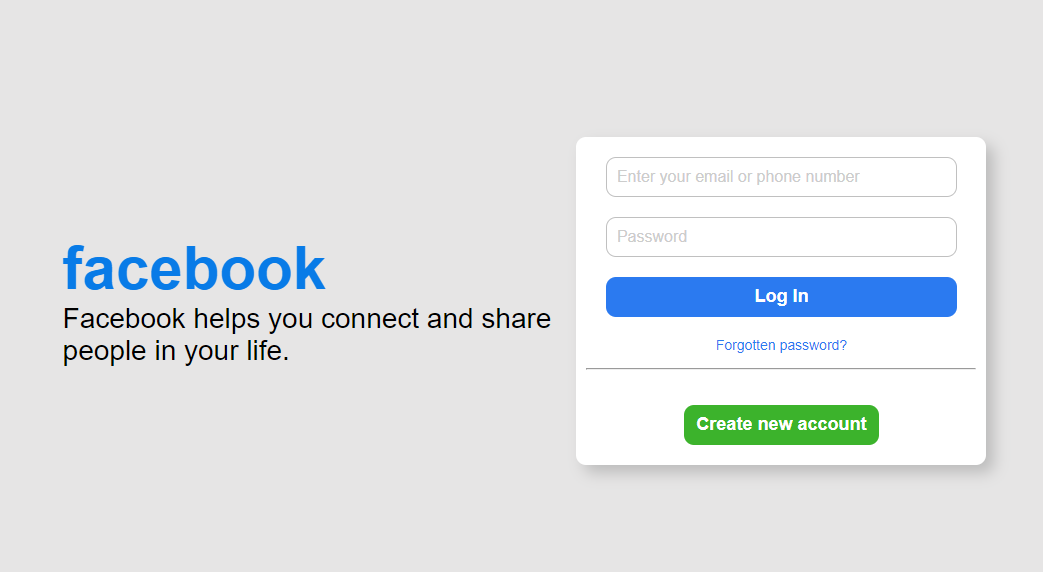 facebook
Facebook helps you connect and share
people in your life.
Enter your email or phone number
Password
Log In
Forgotten password?
Create new account